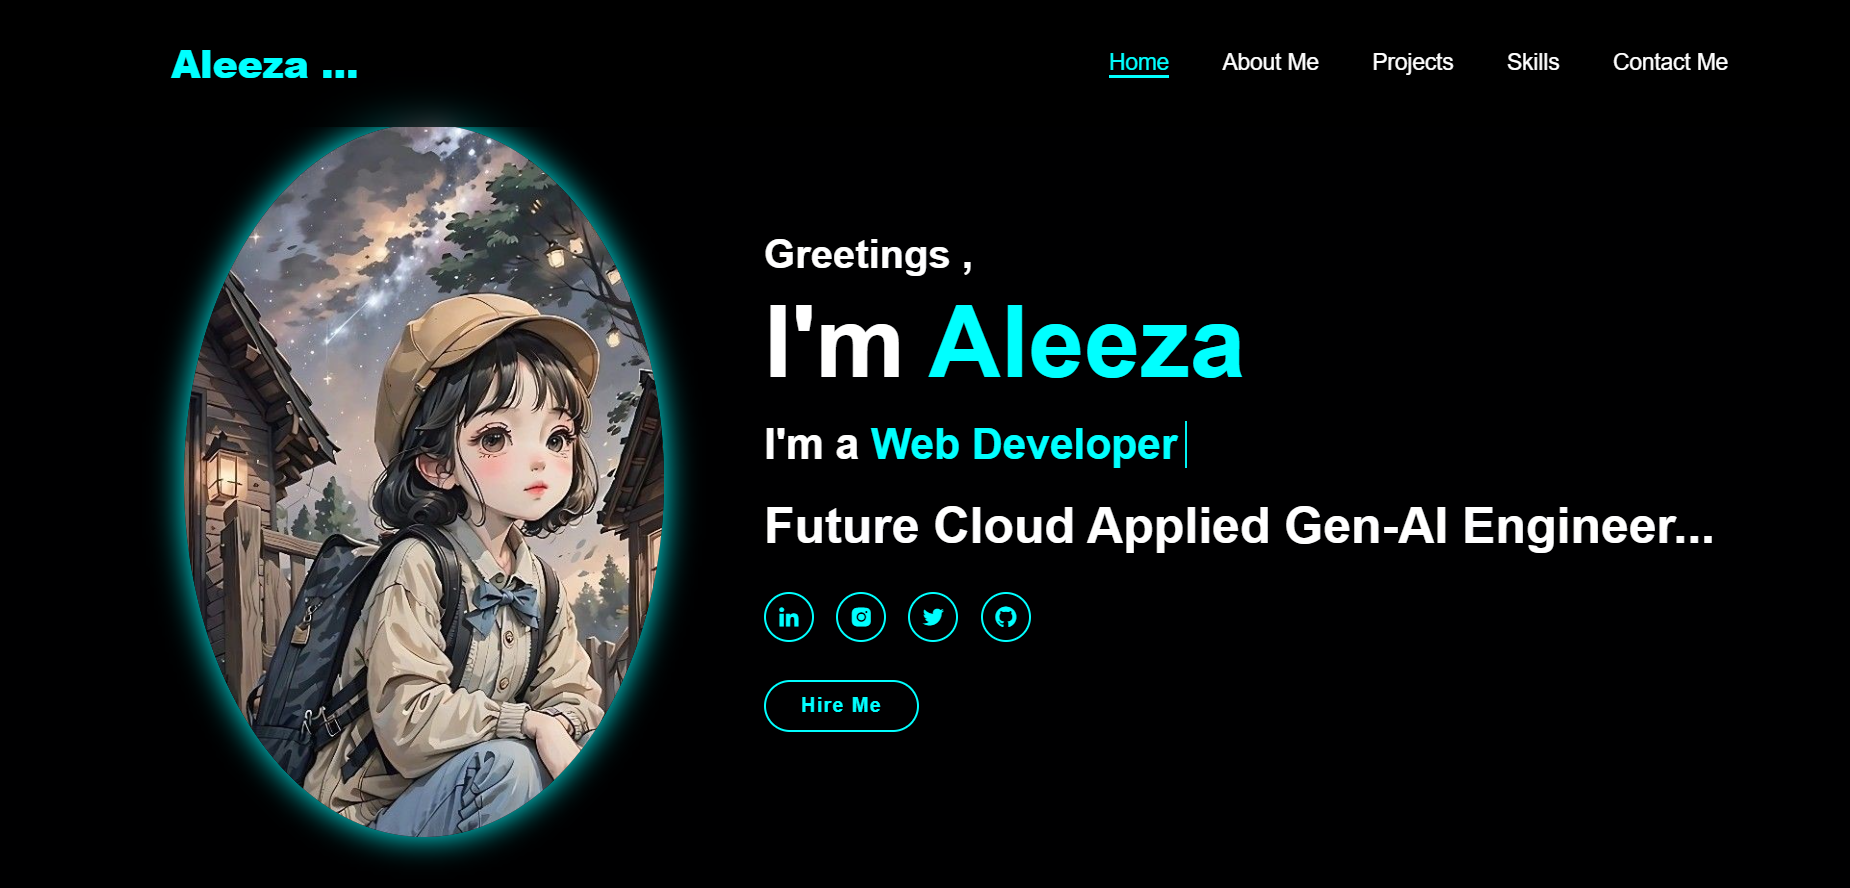 Aleeza ...
Home About Me Projects Skills Contact Me
Greetings ,
I'm Aleeza
I'm a Web Developer
Future Cloud Applied Gen-AI Engineer...
in
Hire Me